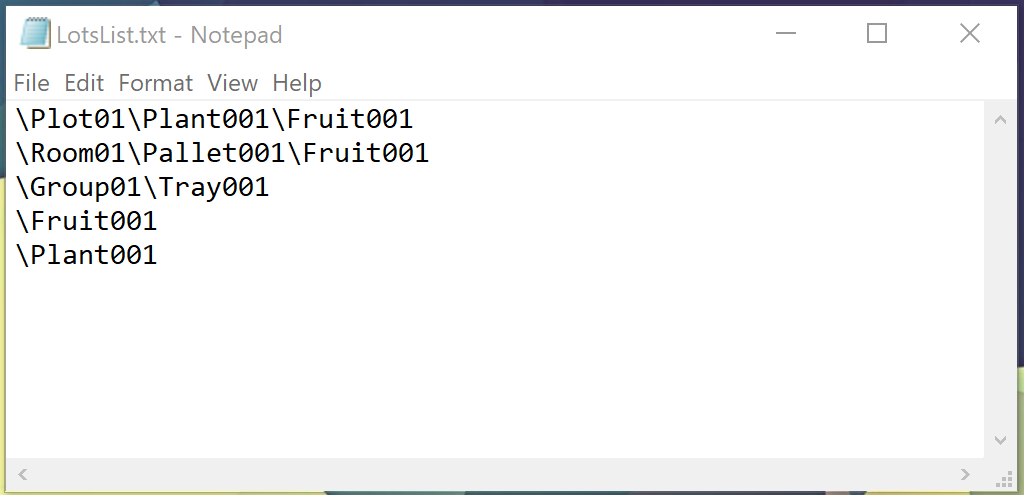 LotsList.txt - Notepad
File Edit Format View Help
\Plot01\Plant001\Fruit001
\Room01\Pallet001\Fruit001
\Group01\Tray001
\Fruit001
\Plant001